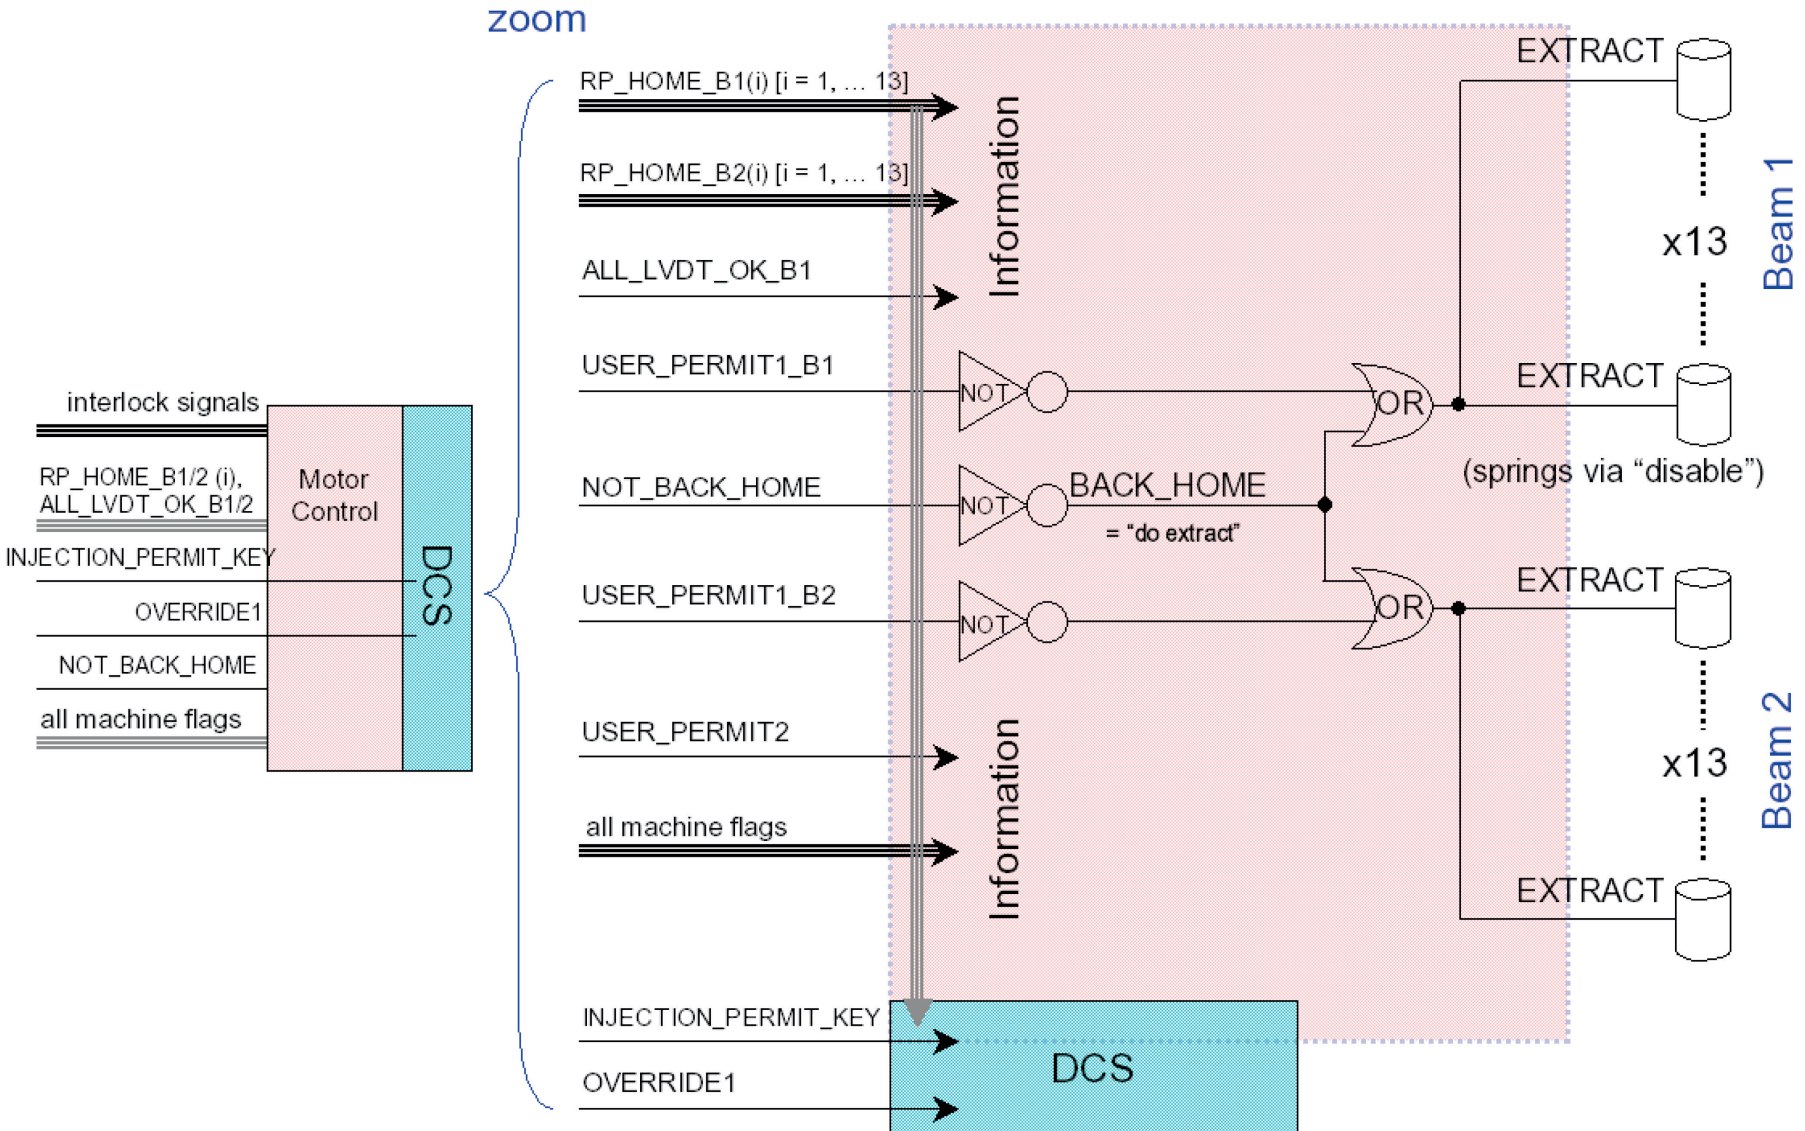 zoom
interlock signals
RP_HOME_B1/2 (i),
ALL_LVDT_OK_B1/2
INJECTION_PERMIT_KEY
OVERRIDE1
NOT_BACK_HOME
all machine flags
Motor
Control
DCS
RP_HOME_B1(i) [i = 1, ... 13]
RP_HOME_B2(i) [i = 1, ... 13]
ALL_LVDT_OK_B1
Information
USER_PERMIT1_B1
NOT
NOT_BACK_HOME
NOT
BACK_HOME
= “do extract”
USER_PERMIT1_B2
NOT
OR
OR
USER_PERMIT2
all machine flags
Information
INJECTION_PERMIT_KEY
OVERRIDE1
DCS
EXTRACT
x13
Beam 1
EXTRACT
(springs via “disable”)
EXTRACT
x13
Beam 2
EXTRACT